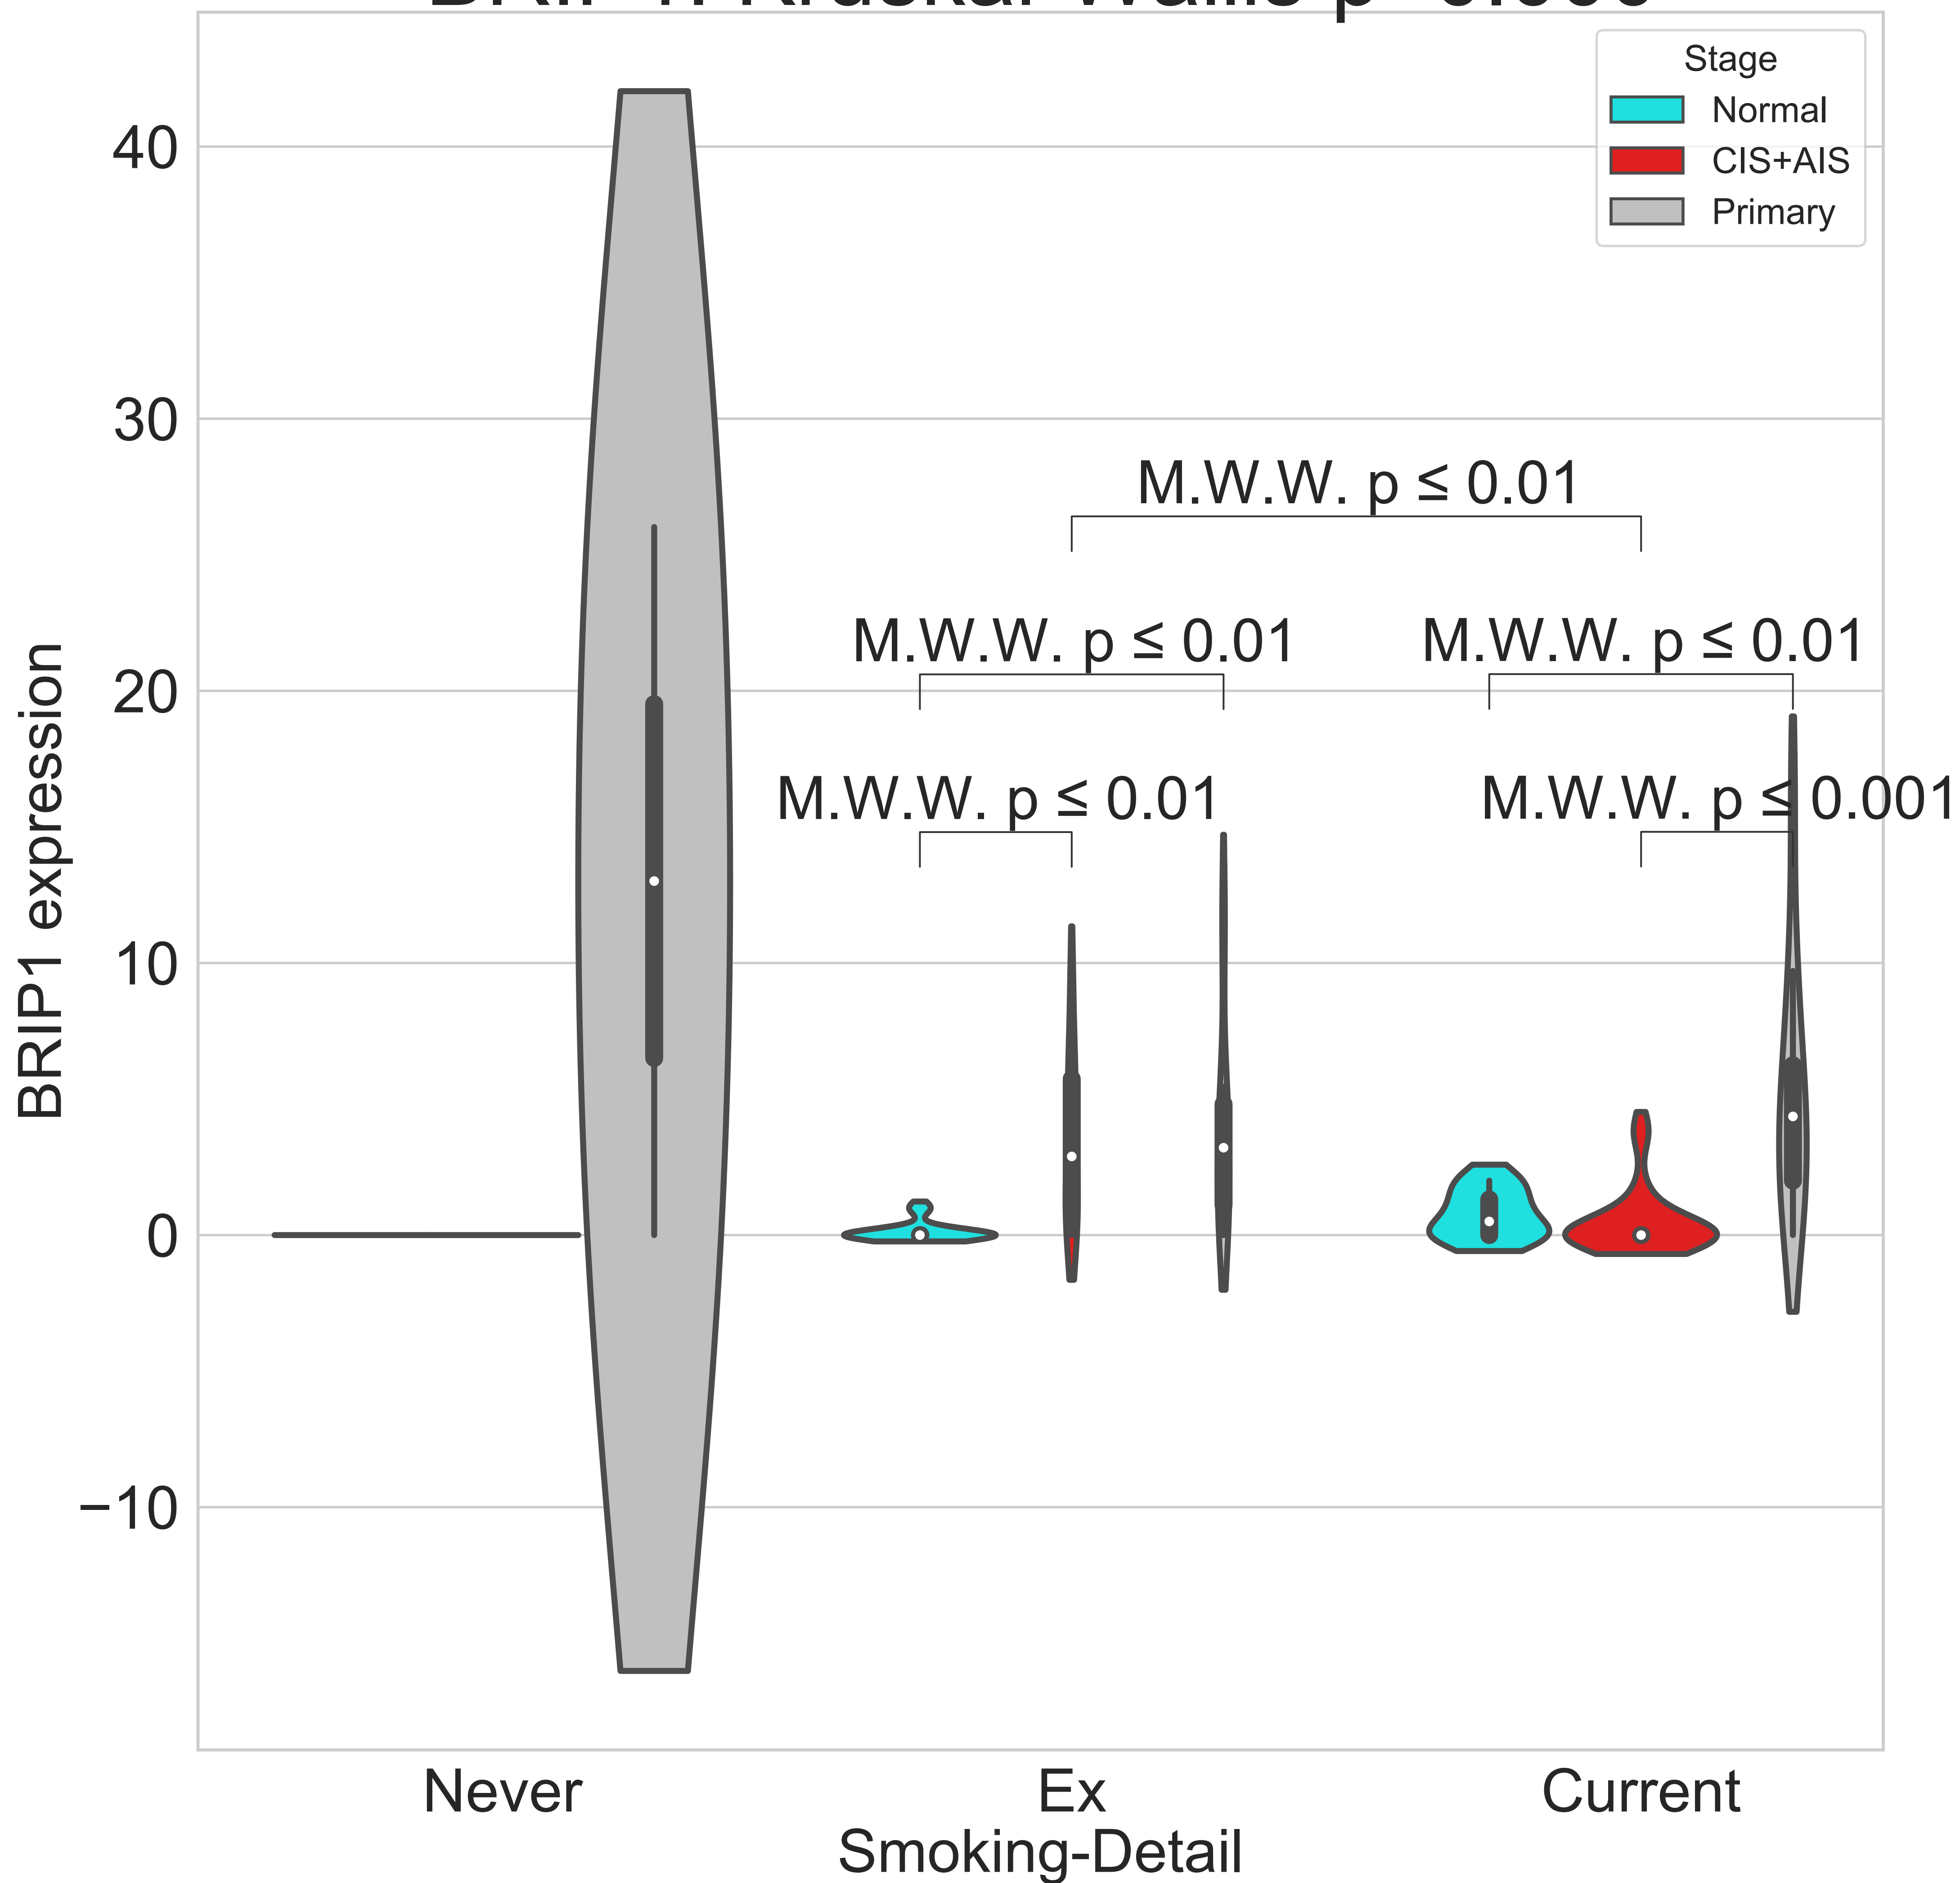 Stage
Normal
CIS+AIS
Primary
40
30
20
10
0
−10
BRIP1 expression
M.W.W. p ≤ 0.01
M.W.W. p ≤ 0.01
M.W.W. p ≤ 0.01
M.W.W. p ≤ 0.01
M.W.W. p ≤ 0.001
Never
Ex
Current
Smoking-Detail